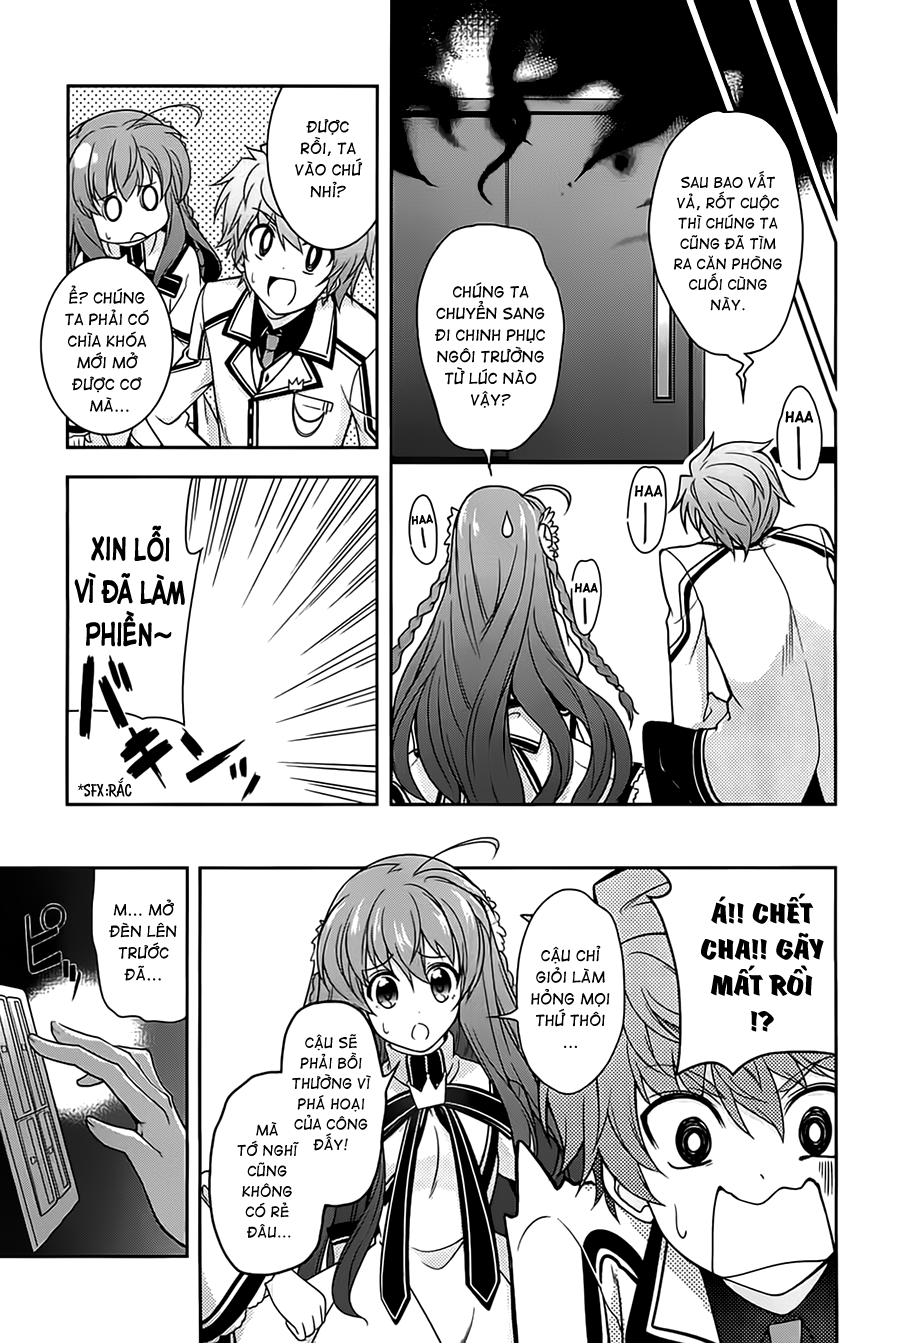 SAU BAO VẤT
VẢ, RỐT CUỘC
THÌ CHÚNG TA
CŨNG ĐÃ TÌM
RA CĂN PHÒNG
CUỐI CÙNG
NÀY.
CHÚNG TA
CHUYỂN SANG
ĐI CHINH PHỤC
NGÔI TRƯỜNG
TỪ LÚC NÀO
VẬY?
HAA
HAA
HAA
HAA
HAA
ĐƯỢC
RỒI, TA
VÀO CHỨ
NHỈ?
Ể? CHÚNG
TA PHẢI CÓ
CHÌA KHÓA
MỚI MỞ
ĐƯỢC CƠ
MÀ...
XIN LỖI
VÌ ĐÃ LÀM
PHIỀN~
バキン
*SFX:RẮC
Á!! CHẾT
CHA!! GÃY
MẤT RỒI
!?
CẬU CHỈ
GIỎI LÀM
HỎNG MỌI
THỨ THÔI
...
CẬU SẼ
PHẢI BỒI
THƯỜNG VÌ
PHÁ HOẠI
CỦA CÔNG
ĐẤY!
MÀ
TỚ NGHĨ
CŨNG
KHÔNG
CÓ RẺ
ĐÂU...
M... MỞ
ĐÈN LÊN
TRƯỚC
ĐÃ...
ピッ